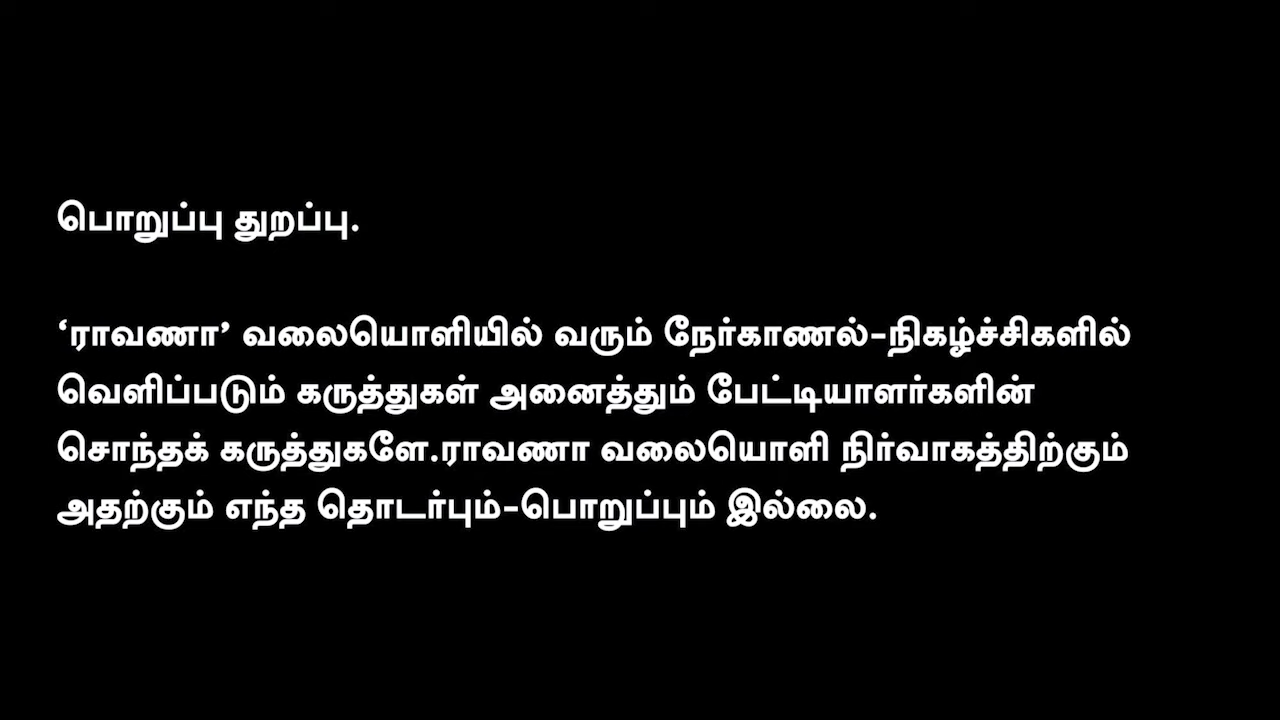 பொறுப்பு துறப்பு.
‘ராவணா’ வலையொளியில் வரும் நேர்காணல்-நிகழ்ச்சிகளில்
வெளிப்படும் கருத்துகள் அனைத்தும் பேட்டியாளர்களின்
சொந்தக் கருத்துகளே.ராவணா வலையொளி நிர்வாகத்திற்கும்
அதற்கும் எந்த தொடர்பும்-பொறுப்பும் இல்லை.